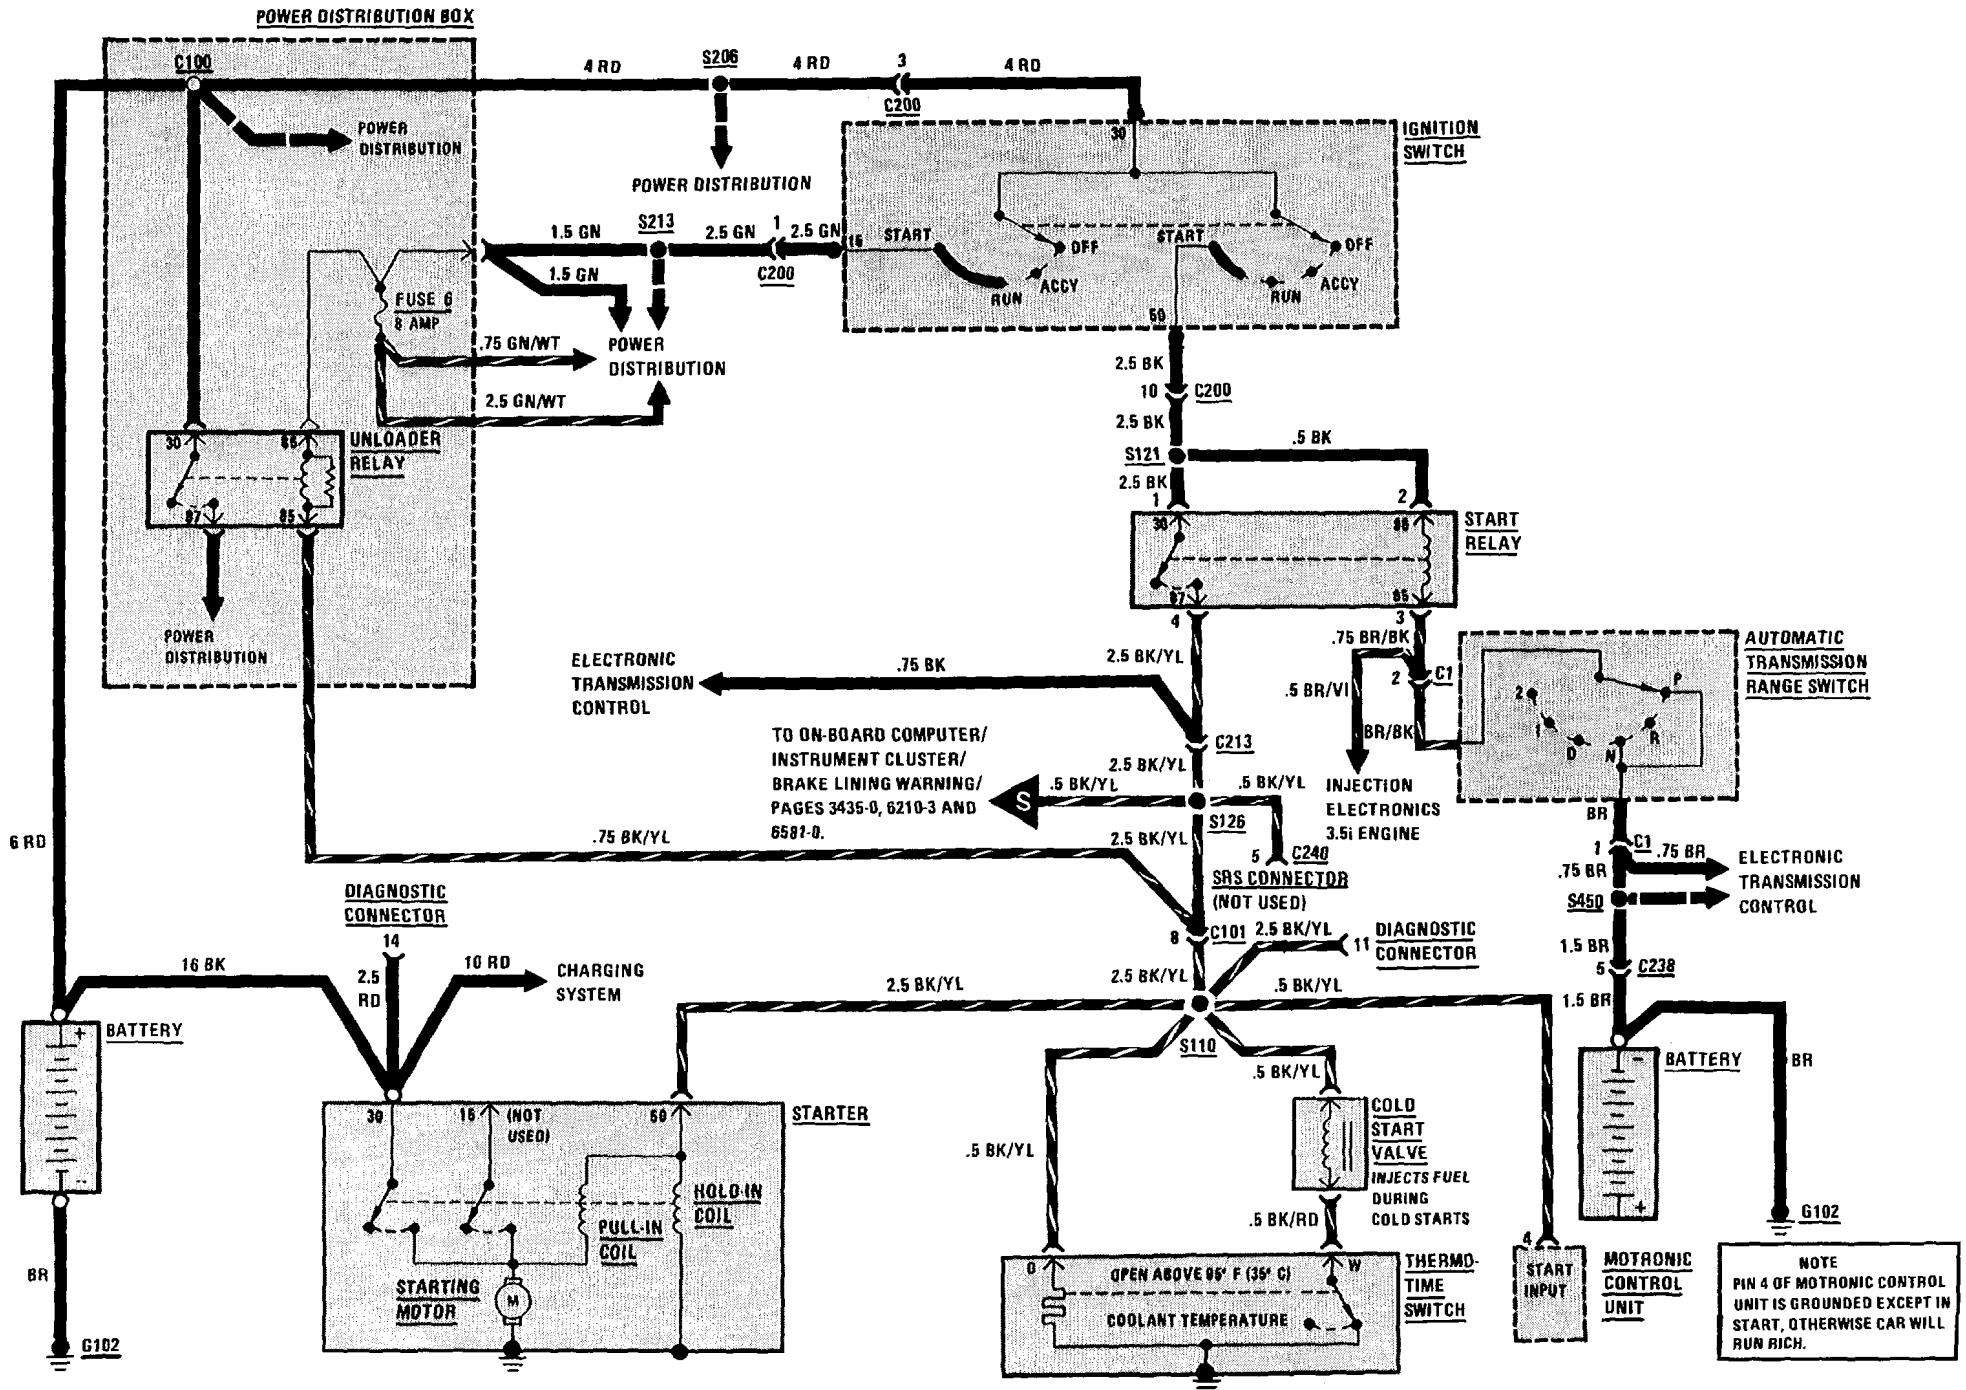 POWER DISTRIBUTION BOX
C100
4 RD
S206
4 RD
3
C200
4 RD
POWER
DISTRIBUTION
POWER DISTRIBUTION
30
IGNITION
SWITCH
1.5 GN
S213
2.5 GN
1
C200
2.5 GN
15
START
OFF
ACCY
RUN
START
OFF
ACCY
RUN
50
1.5 GN
FUSE 6
8 AMP
.75 GN/WT
POWER
DISTRIBUTION
2.5 GN/WT
30
86
87
85
UNLOADER
RELAY
POWER
DISTRIBUTION
2.5 BK
10
C200
2.5 BK
S121
.5 BK
2.5 BK
1
2
30
86
87
85
START
RELAY
4
3
2.5 BK/YL
.75 BR/BK
2
C1
.5 BR/VI
BR/BK
INJECTION
ELECTRONICS
3.5i ENGINE
AUTOMATIC
TRANSMISSION
RANGE SWITCH
P
R
N
D
1
2
ELECTRONIC
TRANSMISSION
CONTROL
.75 BK
C213
2.5 BK/YL
TO ON-BOARD COMPUTER/
INSTRUMENT CLUSTER/
BRAKE LINING WARNING/
PAGES 3435-0, 6210-3 AND
6581-0.
S
.5 BK/YL
.5 BK/YL
S126
5
C240
SRS CONNECTOR
(NOT USED)
.75 BK/YL
2.5 BK/YL
8
C101
2.5 BK/YL
11
DIAGNOSTIC
CONNECTOR
BR
1
C1
.75 BR
.75 BR
S450
ELECTRONIC
TRANSMISSION
CONTROL
1.5 BR
5
C238
1.5 BR
6 RD
DIAGNOSTIC
CONNECTOR
14
16 BK
2.5
RD
10 RD
CHARGING
SYSTEM
2.5 BK/YL
2.5 BK/YL
.5 BK/YL
S110
+
BATTERY
-
BR
G102
30
15
(NOT
USED)
50
STARTER
HOLD-IN
COIL
PULL-IN
COIL
STARTING
MOTOR
M
.5 BK/YL
.5 BK/YL
COLD
START
VALVE
INJECTS FUEL
DURING
COLD STARTS
.5 BK/RD
G
W
OPEN ABOVE 95° F (35° C)
COOLANT TEMPERATURE
THERMO-
TIME
SWITCH
4
START
INPUT
MOTRONIC
CONTROL
UNIT
-
BATTERY
+
BR
G102
NOTE
PIN 4 OF MOTRONIC CONTROL
UNIT IS GROUNDED EXCEPT IN
START, OTHERWISE CAR WILL
RUN RICH.